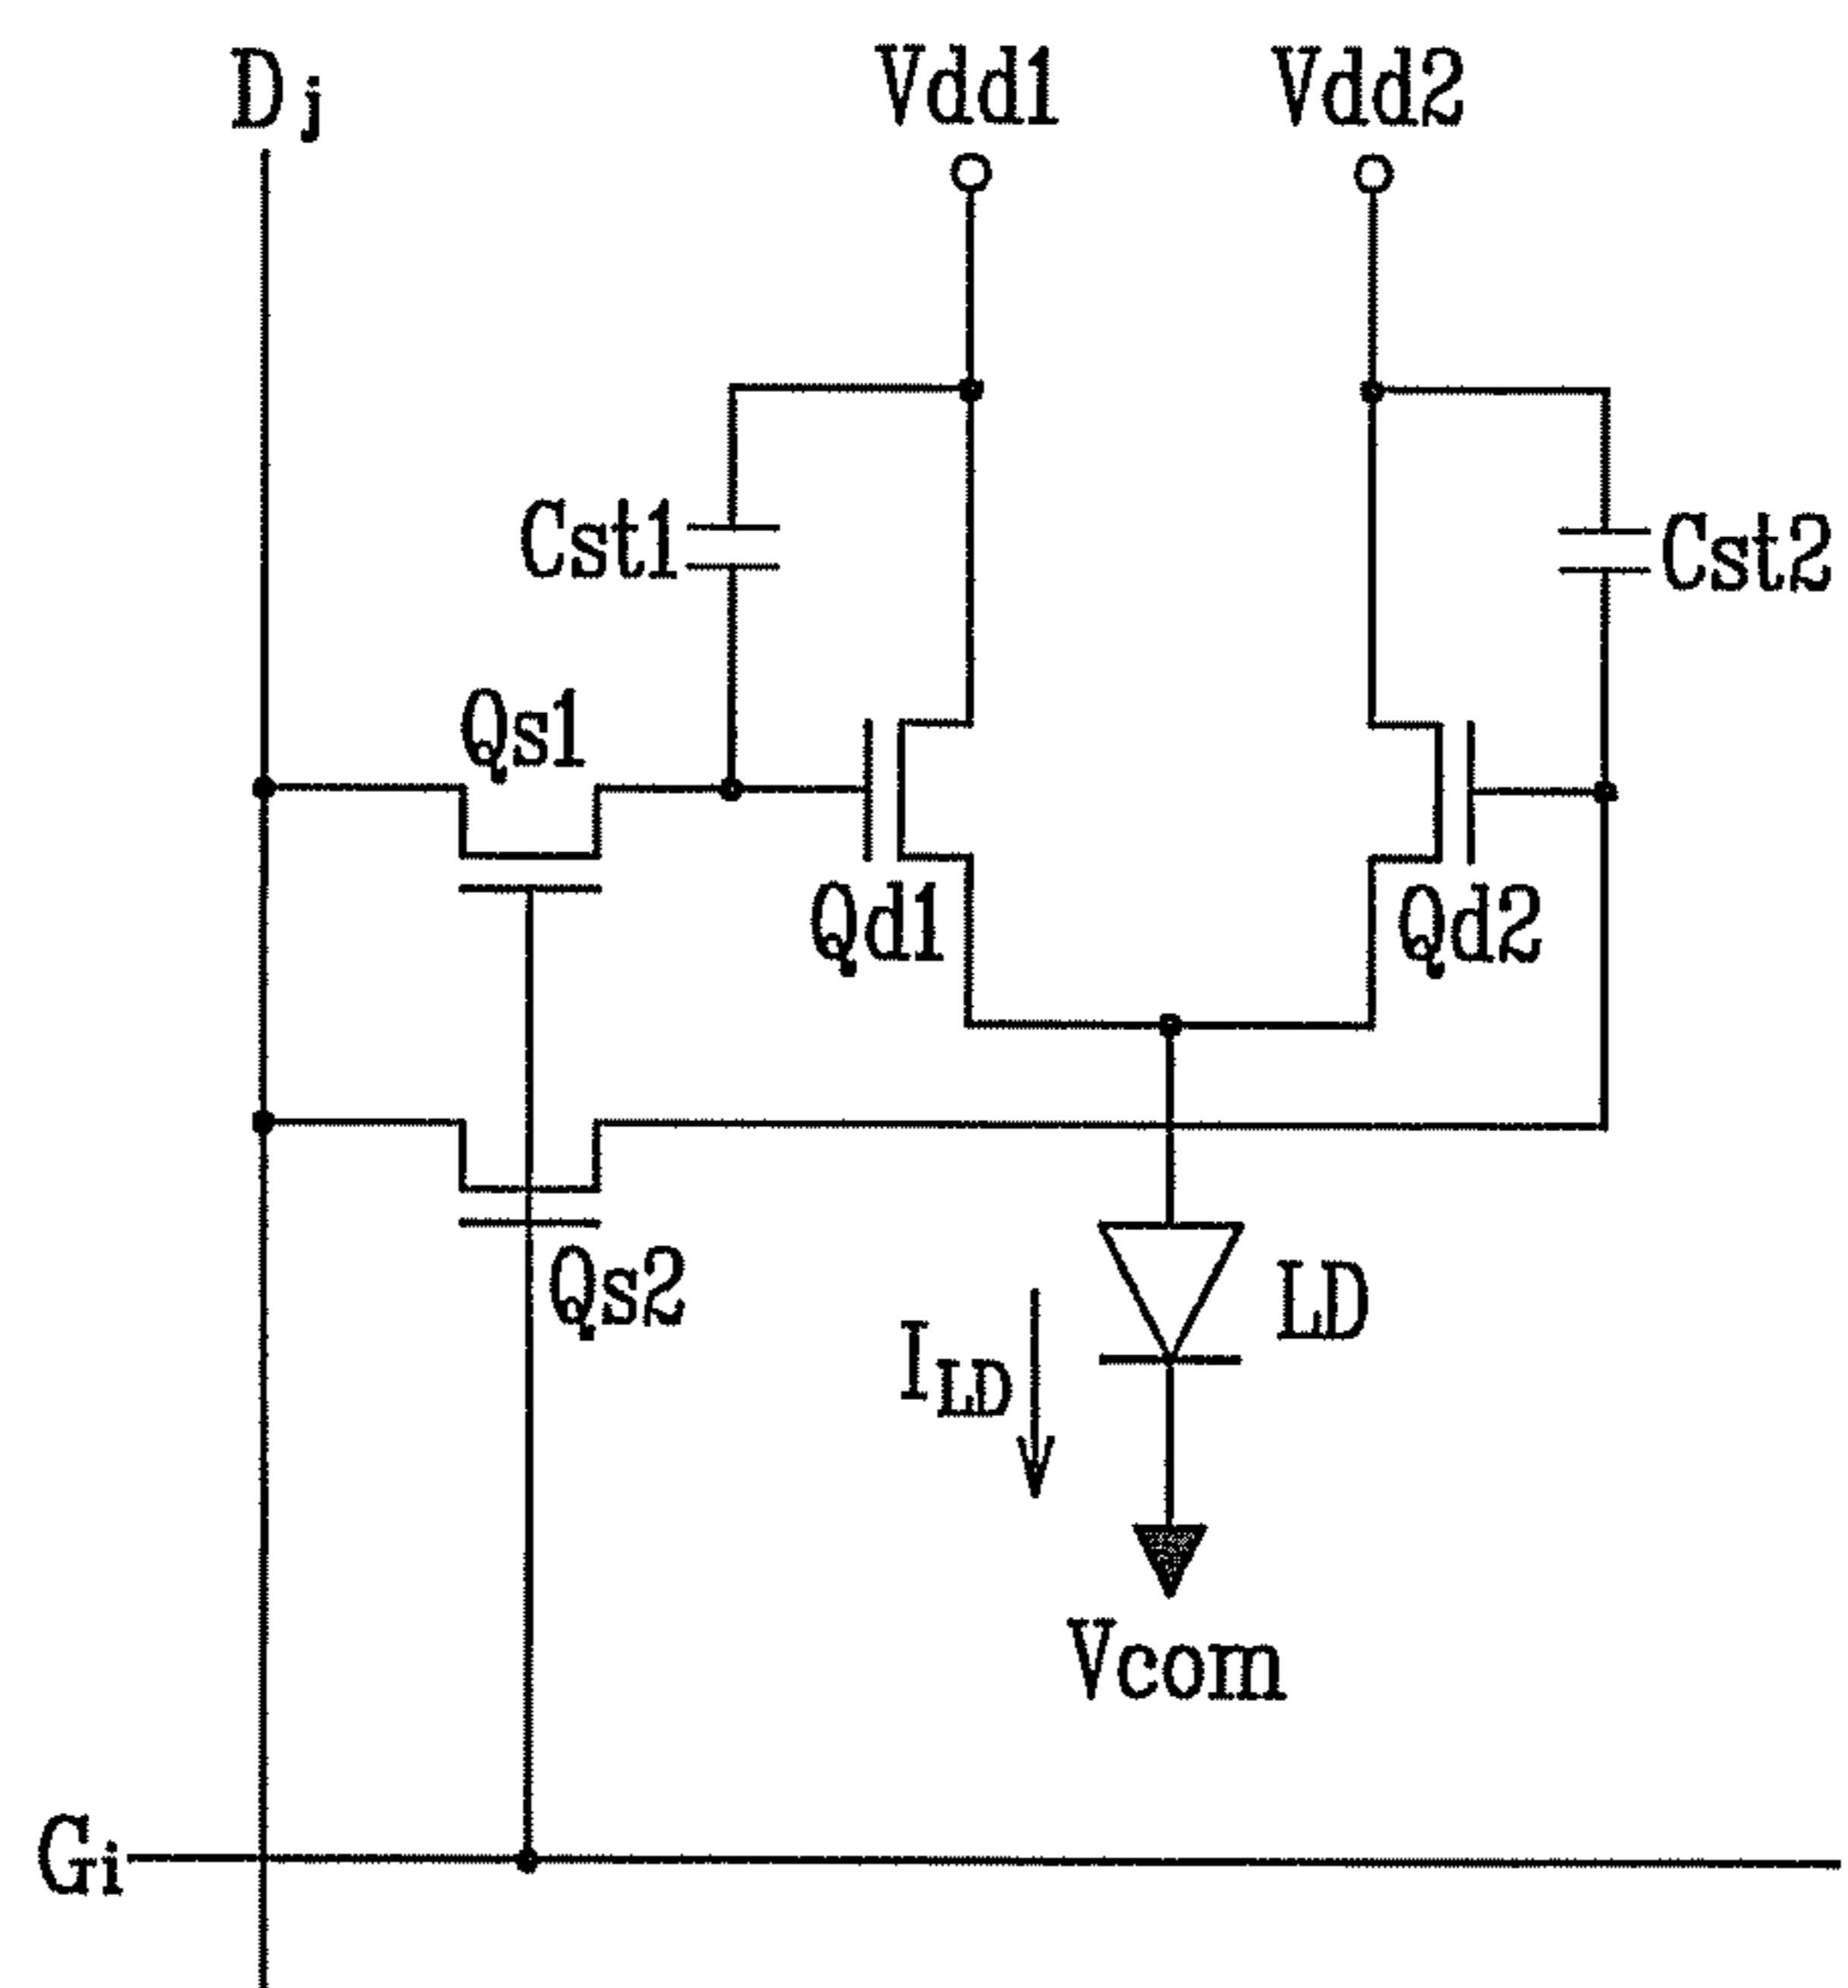 Dj
Vdd1
Vdd2
Cst1
Cst2
Qs1
Qd1
Qd2
Qs2
LD
ILD
Vcom
Gi